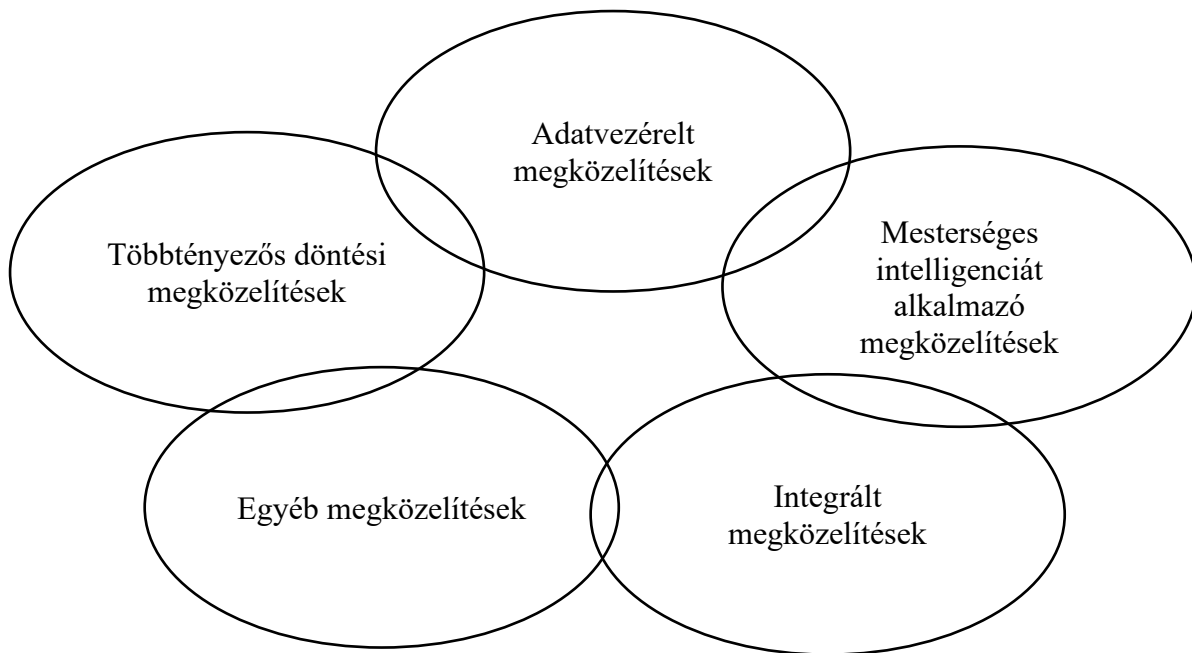 Adatvezérelt
megközelítések
Többtényezős döntési
megközelítések
Mesterséges
intelligenciát
alkalmazó
megközelítések
Egyéb megközelítések
Integrált
megközelítések